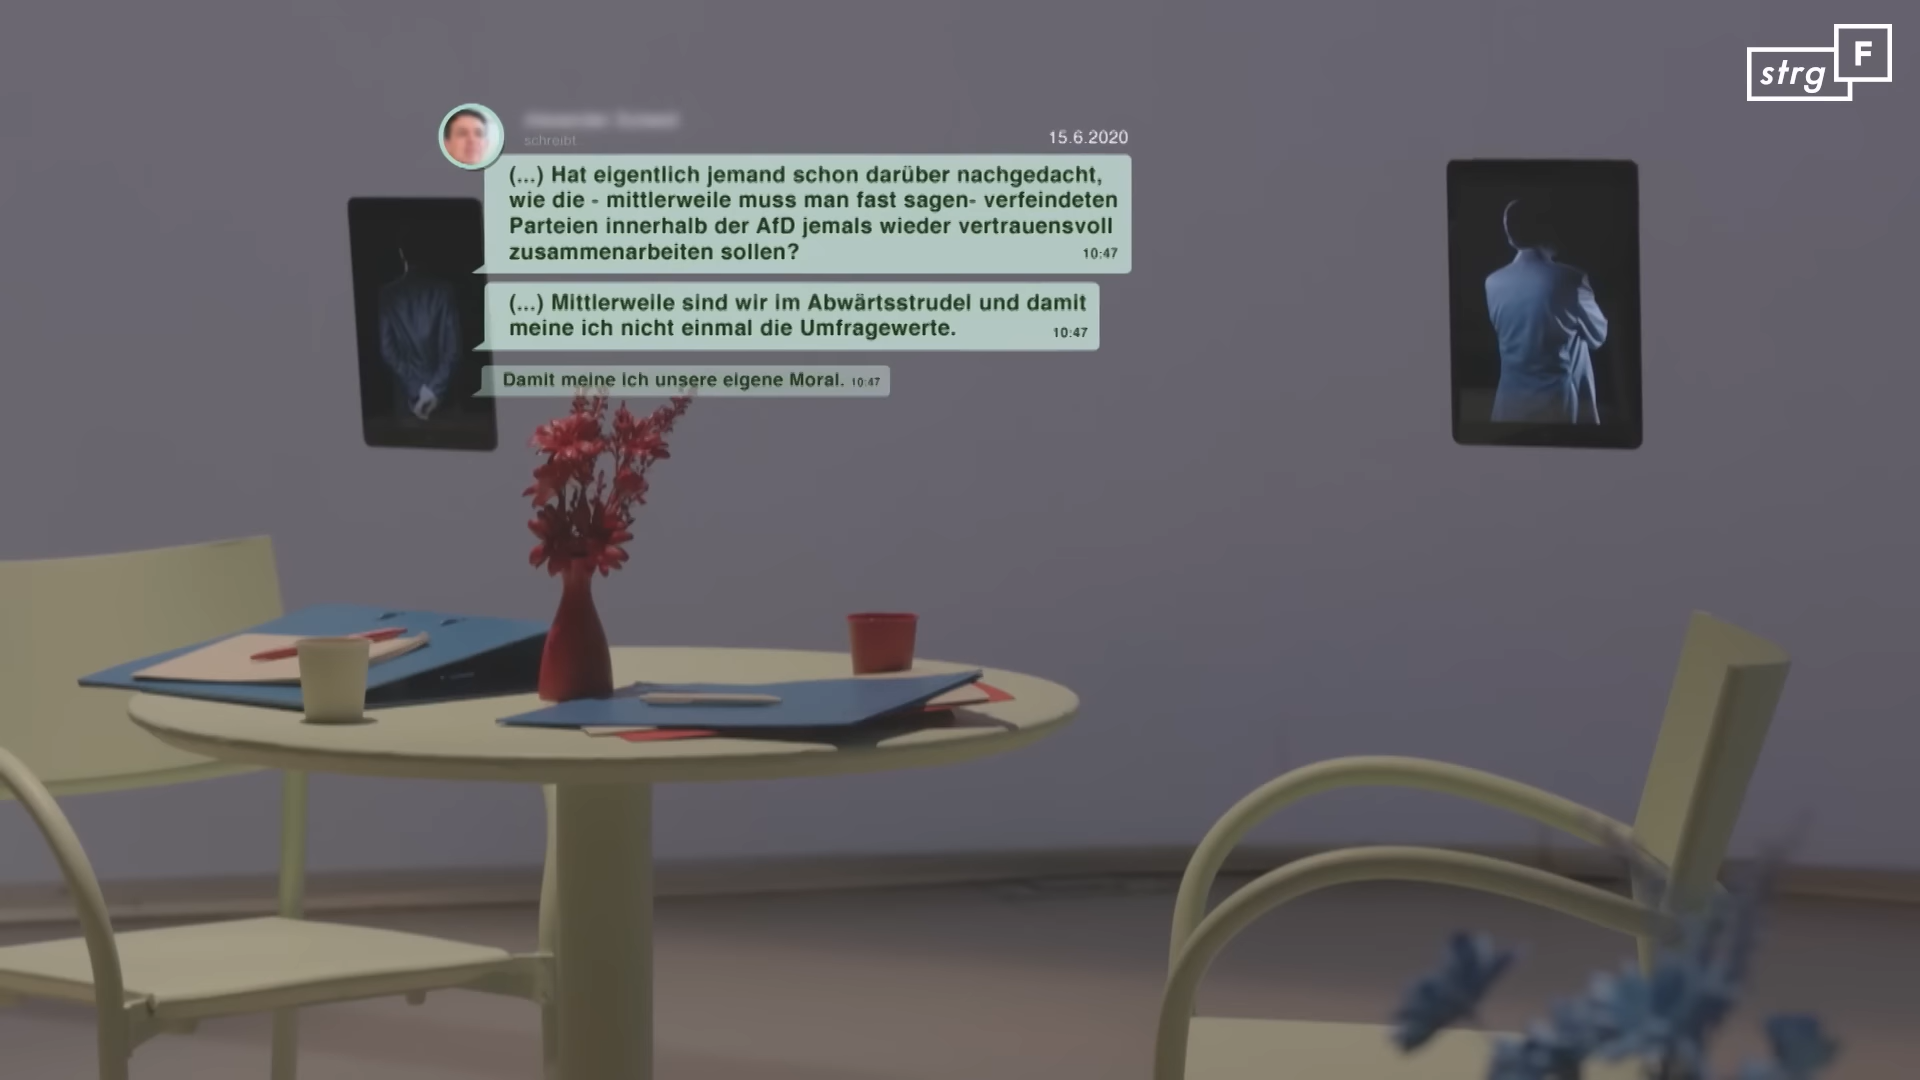 strg F
schreibt
15.6.2020
(...) Hat eigentlich jemand schon darüber nachgedacht,
wie die - mittlerweile muss man fast sagen- verfeindeten
Parteien innerhalb der AfD jemals wieder vertrauensvoll
zusammenarbeiten sollen? 10:47
(...) Mittlerweile sind wir im Abwärtsstrudel und damit
meine ich nicht einmal die Umfragewerte. 10:47
Damit meine ich unsere eigene Moral. 10:47